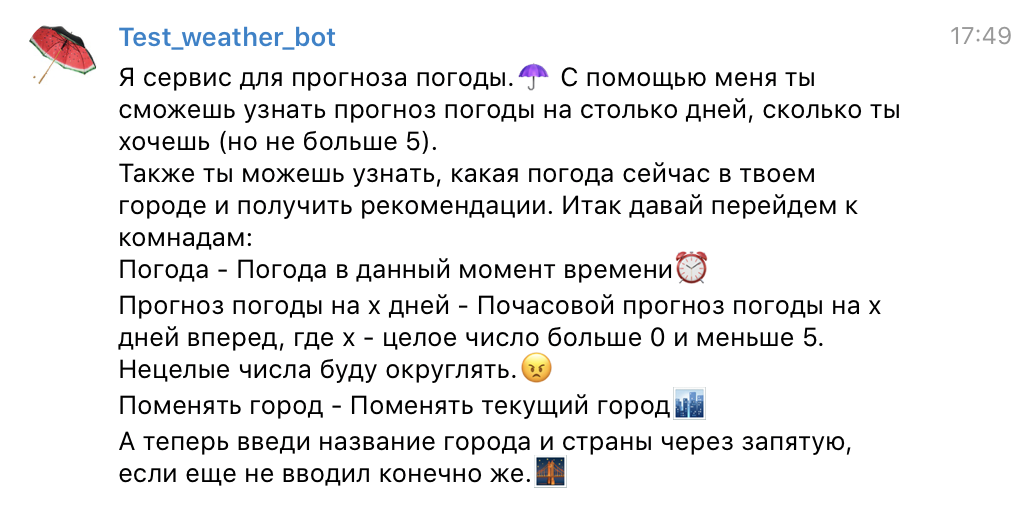 Test_weather_bot 17:49
Я сервис для прогноза погоды.☂ С помощью меня ты
сможешь узнать прогноз погоды на столько дней, сколько ты
хочешь (но не больше 5).
Также ты можешь узнать, какая погода сейчас в твоем
городе и получить рекомендации. Итак давай перейдем к
комнадам:
Погода - Погода в данный момент времени⏰
Прогноз погоды на х дней - Почасовой прогноз погоды на х
дней вперед, где х - целое число больше 0 и меньше 5.
Нецелые числа буду округлять.😠
Поменять город - Поменять текущий город🏙
А теперь введи название города и страны через запятую,
если еще не вводил конечно же.🌉